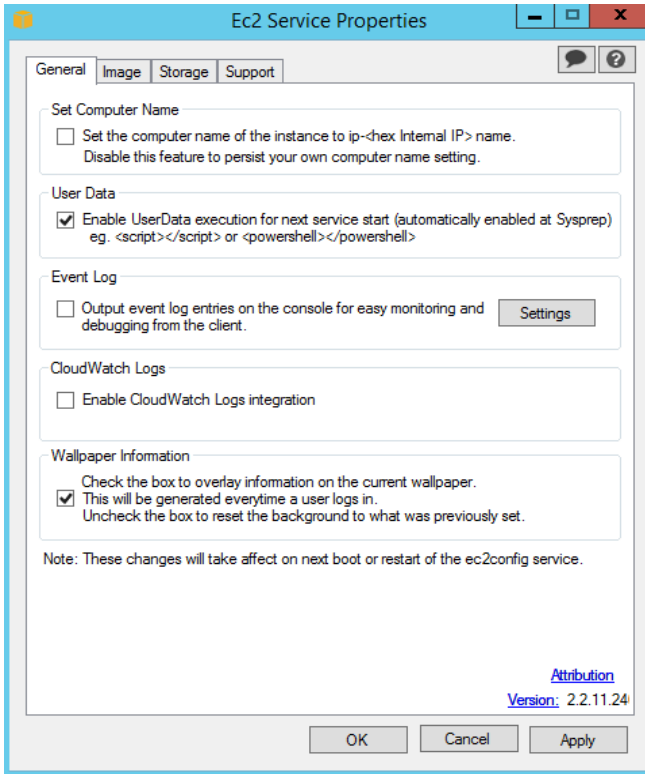 Ec2 Service Properties
General Image Storage Support
Set Computer Name
Set the computer name of the instance to ip-<hex Internal IP> name.
Disable this feature to persist your own computer name setting.
User Data
Enable UserData execution for next service start (automatically enabled at Sysprep)
eg. <script></script> or <powershell></powershell>
Event Log
Output event log entries on the console for easy monitoring and
debugging from the client.
Settings
CloudWatch Logs
Enable CloudWatch Logs integration
Wallpaper Information
Check the box to overlay information on the current wallpaper.
This will be generated everytime a user logs in.
Uncheck the box to reset the background to what was previously set.
Note: These changes will take affect on next boot or restart of the ec2config service.
Attribution
Version: 2.2.11.24
OK Cancel Apply